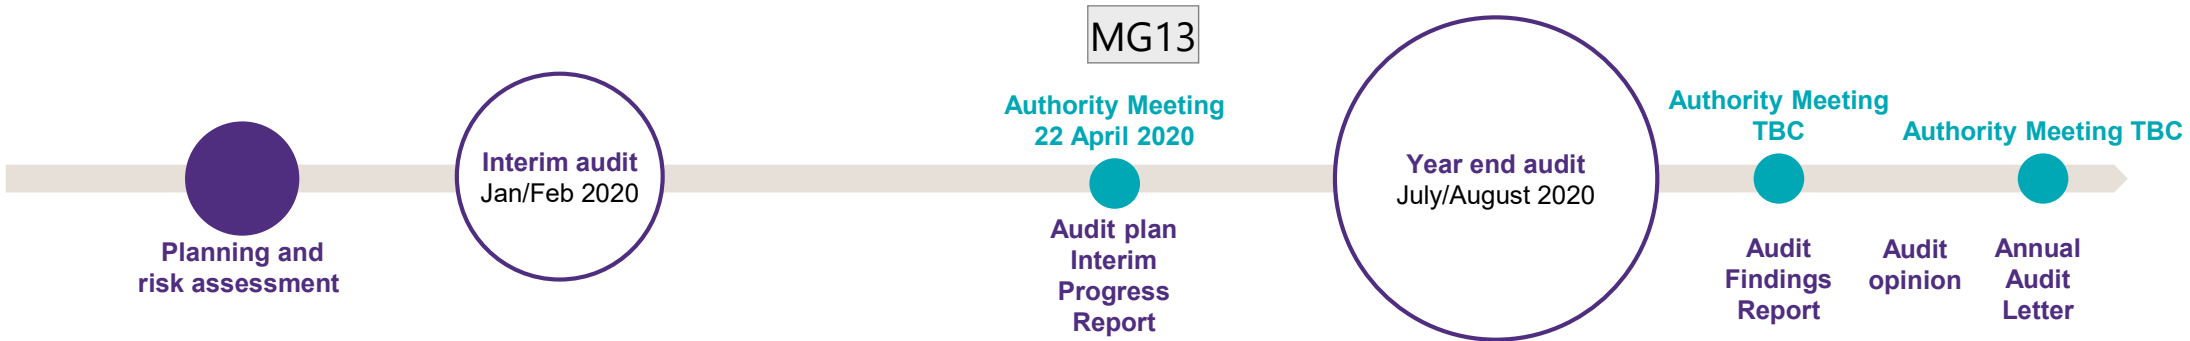 MG13
Planning and
risk assessment
Interim audit
Jan/Feb 2020
Authority Meeting
22 April 2020
Audit plan
Interim
Progress
Report
Year end audit
July/August 2020
Authority Meeting
TBC
Audit
Findings
Report
Audit
opinion
Authority Meeting TBC
Annual
Audit
Letter